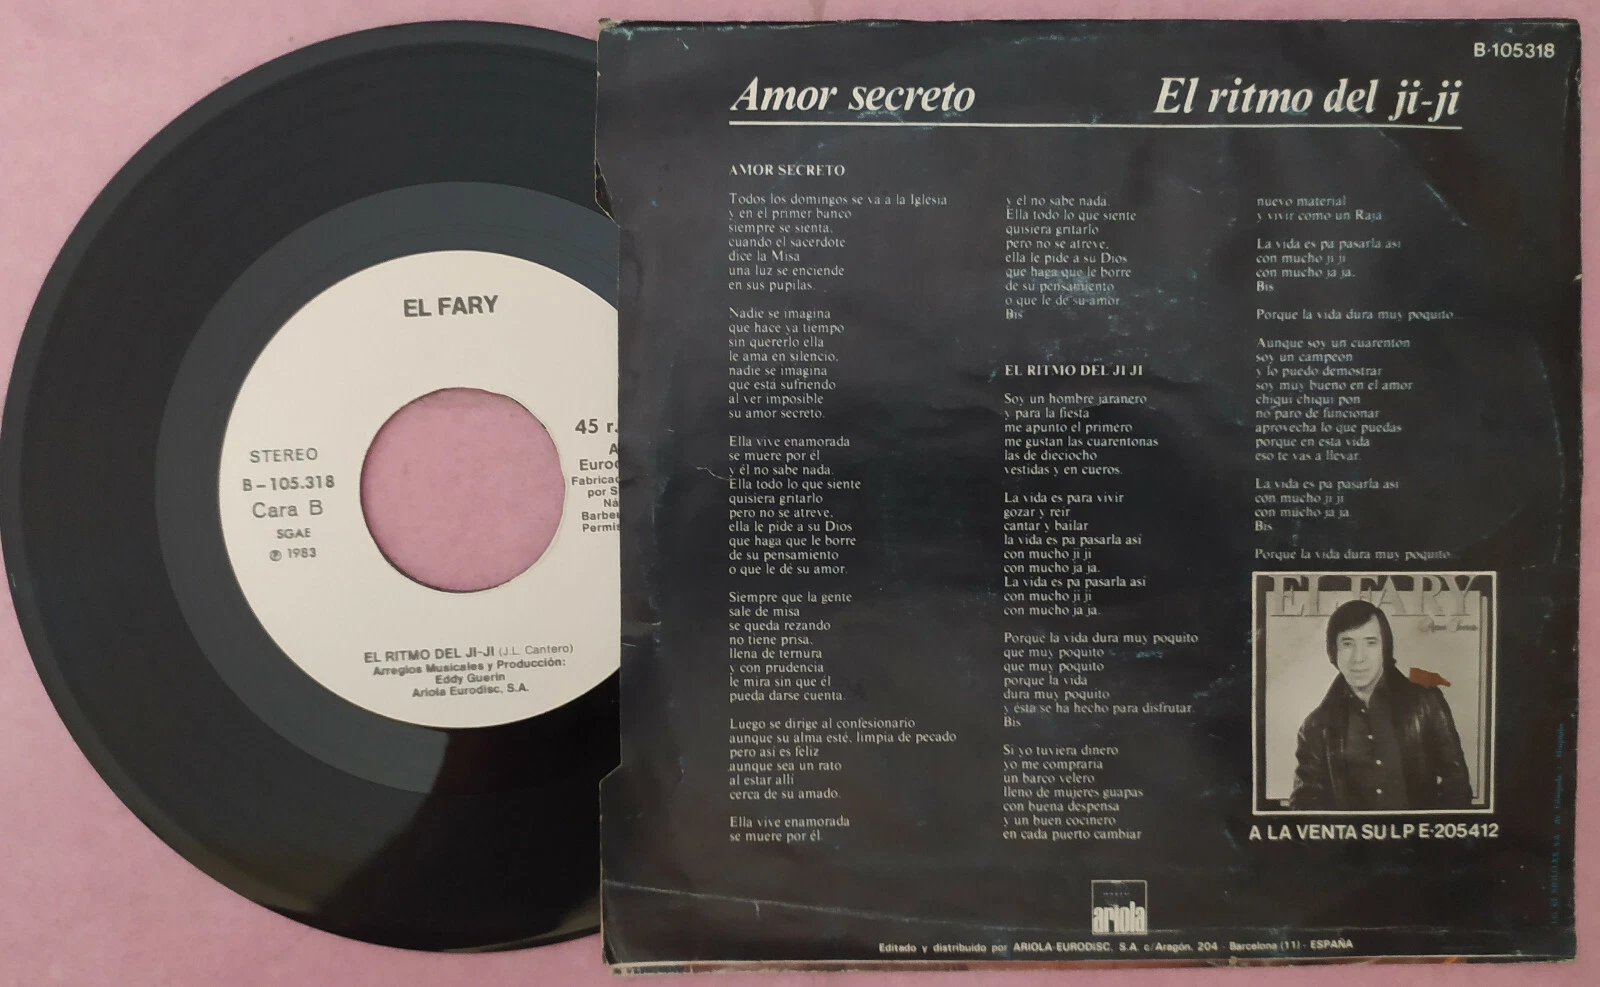 EL FARY
45 r.
STEREO
B-105.318
Cara B
SGAE
℗ 1983
A
Euro
Fabrica
por S
Ná
Barbe
Permis
EL RITMO DEL JI-JI (J.L. Cantero)
Arreglos Musicales y Producción:
Eddy Guerin
Ariola Eurodisc, S.A.
B-105318
Amor secreto
El ritmo del ji-ji
AMOR SECRETO
Todos los domingos se va a la Iglesia
y en el primer banco
siempre se sienta,
cuando el sacerdote
dice la Misa
una luz se enciende
en sus pupilas.
Nadie se imagina
que hace ya tiempo
sin quererlo ella
le ama en silencio,
nadie se imagina
que está sufriendo
al ver imposible
su amor secreto.
Ella vive enamorada
se muere por él
y él no sabe nada.
Ella todo lo que siente
quisiera gritarlo
pero no se atreve,
ella le pide a su Dios
que haga que le borre
de su pensamiento
o que le dé su amor.
Siempre que la gente
sale de misa
se queda rezando
no tiene prisa,
llena de ternura
y con prudencia
le mira sin que él
pueda darse cuenta.
Luego se dirige al confesionario
aunque su alma esté, limpia de pecado
pero así es feliz
aunque sea un rato
al estar allí
cerca de su amado.
Ella vive enamorada
se muere por él
y el no sabe nada.
Ella todo lo que siente
quisiera gritarlo
pero no se atreve,
ella le pide a su Dios
que haga que le borre
de su pensamiento
o que le de su amor
Bis
EL RITMO DEL JI JI
Soy un hombre jaranero
y para la fiesta
me apunto el primero
me gustan las cuarentonas
las de dieciocho
vestidas y en cueros.
La vida es para vivir
gozar y reir
cantar y bailar
la vida es pa pasarla así
con mucho ji ji
con mucho ja ja.
La vida es pa pasarla así
con mucho ji ji
con mucho ja ja.
Porque la vida dura muy poquito
que muy poquito
que muy poquito
porque la vida
dura muy poquito
y ésta se ha hecho para disfrutar.
Bis
Si yo tuviera dinero
yo me compraria
un barco velero
lleno de mujeres guapas
con buena despensa
y un buen cocinero
en cada puerto cambiar
nuevo material
y vivir como un Raja
La vida es pa pasarla asi
con mucho ji ji
con mucho ja ja.
Bis
Porque la vida dura muy poquito...
Aunque soy un cuarenton
soy un campeon
y lo puedo demostrar
soy muy bueno en el amor
chiqui chiqui pon
no paro de funcionar
aprovecha lo que puedas
porque en esta vida
eso te vas a llevar.
La vida es pa pasarla asi
con mucho ji ji
con mucho ja ja
Bis
Porque la vida dura muy poquito...
EL FARY
Amor Secreto
A LA VENTA SU LP E-205412
ariola
Editado y distribuido por ARIOLA-EURODISC, S.A. c/Aragón, 204 - Barcelona (11) - ESPAÑA